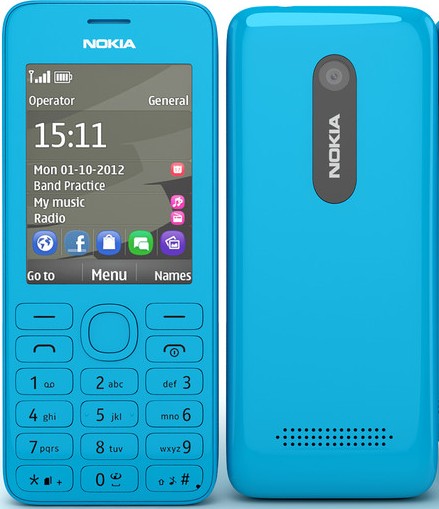 NOKIA
Operator General
15:11
Mon 01-10-2012
Band Practice
My music
Radio
f
Go to Menu Names
1 2 abc def 3
4 ghi 5 jkl mno 6
7 pqrs 8 tuv wxyz 9
* + 0 #
NOKIA